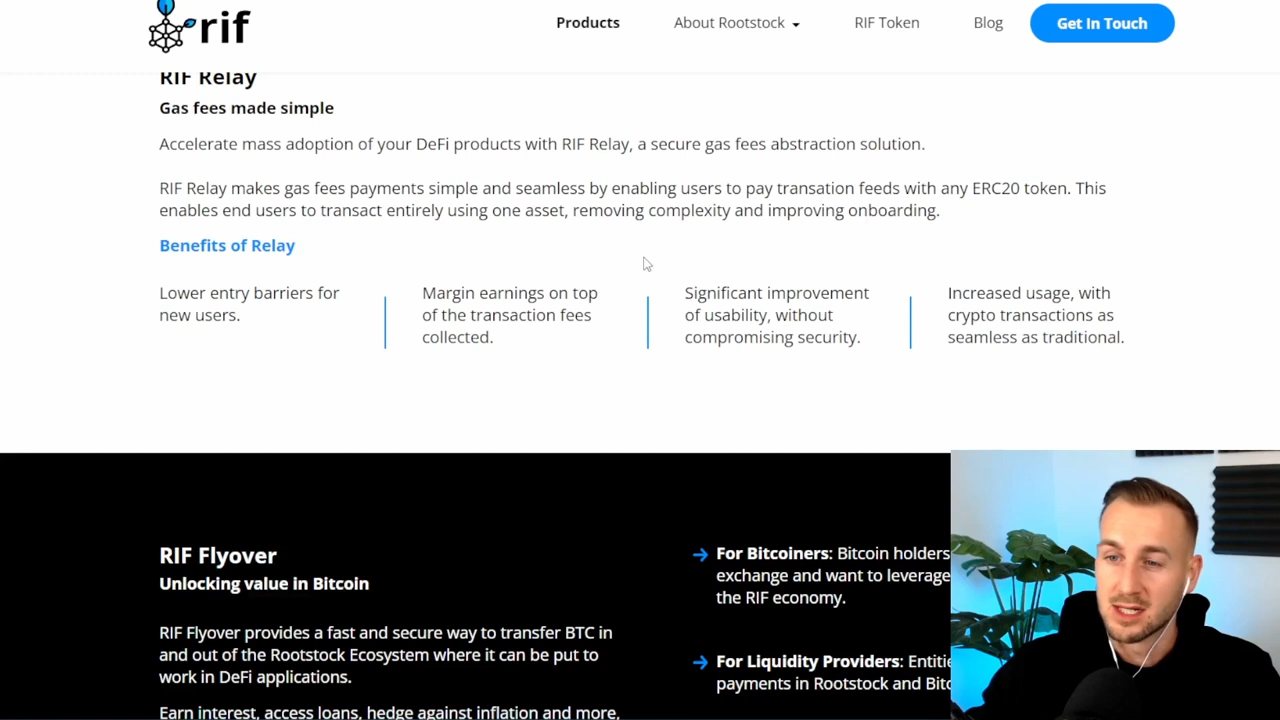 rif
Products
About Rootstock
RIF Token
Blog
Get In Touch
RIF Relay
Gas fees made simple
Accelerate mass adoption of your DeFi products with RIF Relay, a secure gas fees abstraction solution.
RIF Relay makes gas fees payments simple and seamless by enabling users to pay transation feeds with any ERC20 token. This
enables end users to transact entirely using one asset, removing complexity and improving onboarding.
Benefits of Relay
Lower entry barriers for
new users.
Margin earnings on top
of the transaction fees
collected.
Significant improvement
of usability, without
compromising security.
Increased usage, with
crypto transactions as
seamless as traditional.
RIF Flyover
Unlocking value in Bitcoin
RIF Flyover provides a fast and secure way to transfer BTC in
and out of the Rootstock Ecosystem where it can be put to
work in DeFi applications.
Earn interest, access loans, hedge against inflation and more,
For Bitcoiners: Bitcoin holders
exchange and want to leverage
the RIF economy.
For Liquidity Providers:
payments in Rootstock and